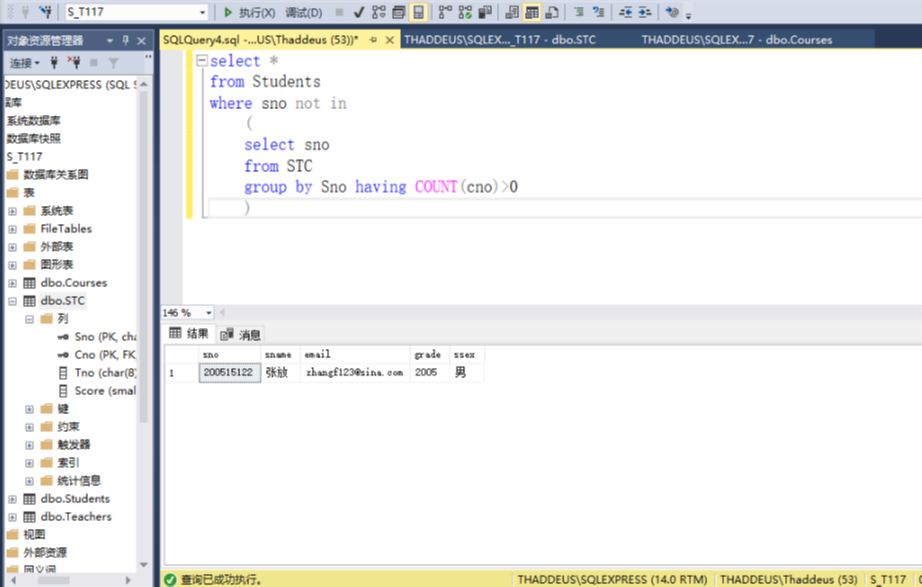 S_T117
执行(X) 调试(D)
对象资源管理器
SQLQuery4.sql -...US\Thaddeus (53))*
THADDEUS\SQLEX..._T117 - dbo.STC
THADDEUS\SQLEX...7 - dbo.Courses
连接
DEUS\SQLEXPRESS (SQL S
据库
系统数据库
数据库快照
S_T117
数据库关系图
表
系统表
FileTables
外部表
图形表
dbo.Courses
dbo.STC
列
Sno (PK, cha
Cno (PK, FK
Tno (char(8)
Score (smal
键
约束
触发器
索引
统计信息
dbo.Students
dbo.Teachers
视图
外部资源
同义词
select *
from Students
where sno not in
(
select sno
from STC
group by Sno having COUNT(cno)>0
)
146 %
结果 消息
sno sname email grade ssex
1 200515122 张放 zhangf123@sina.com 2005 男
查询已成功执行。
THADDEUS\SQLEXPRESS (14.0 RTM) THADDEUS\Thaddeus (53) S_T117